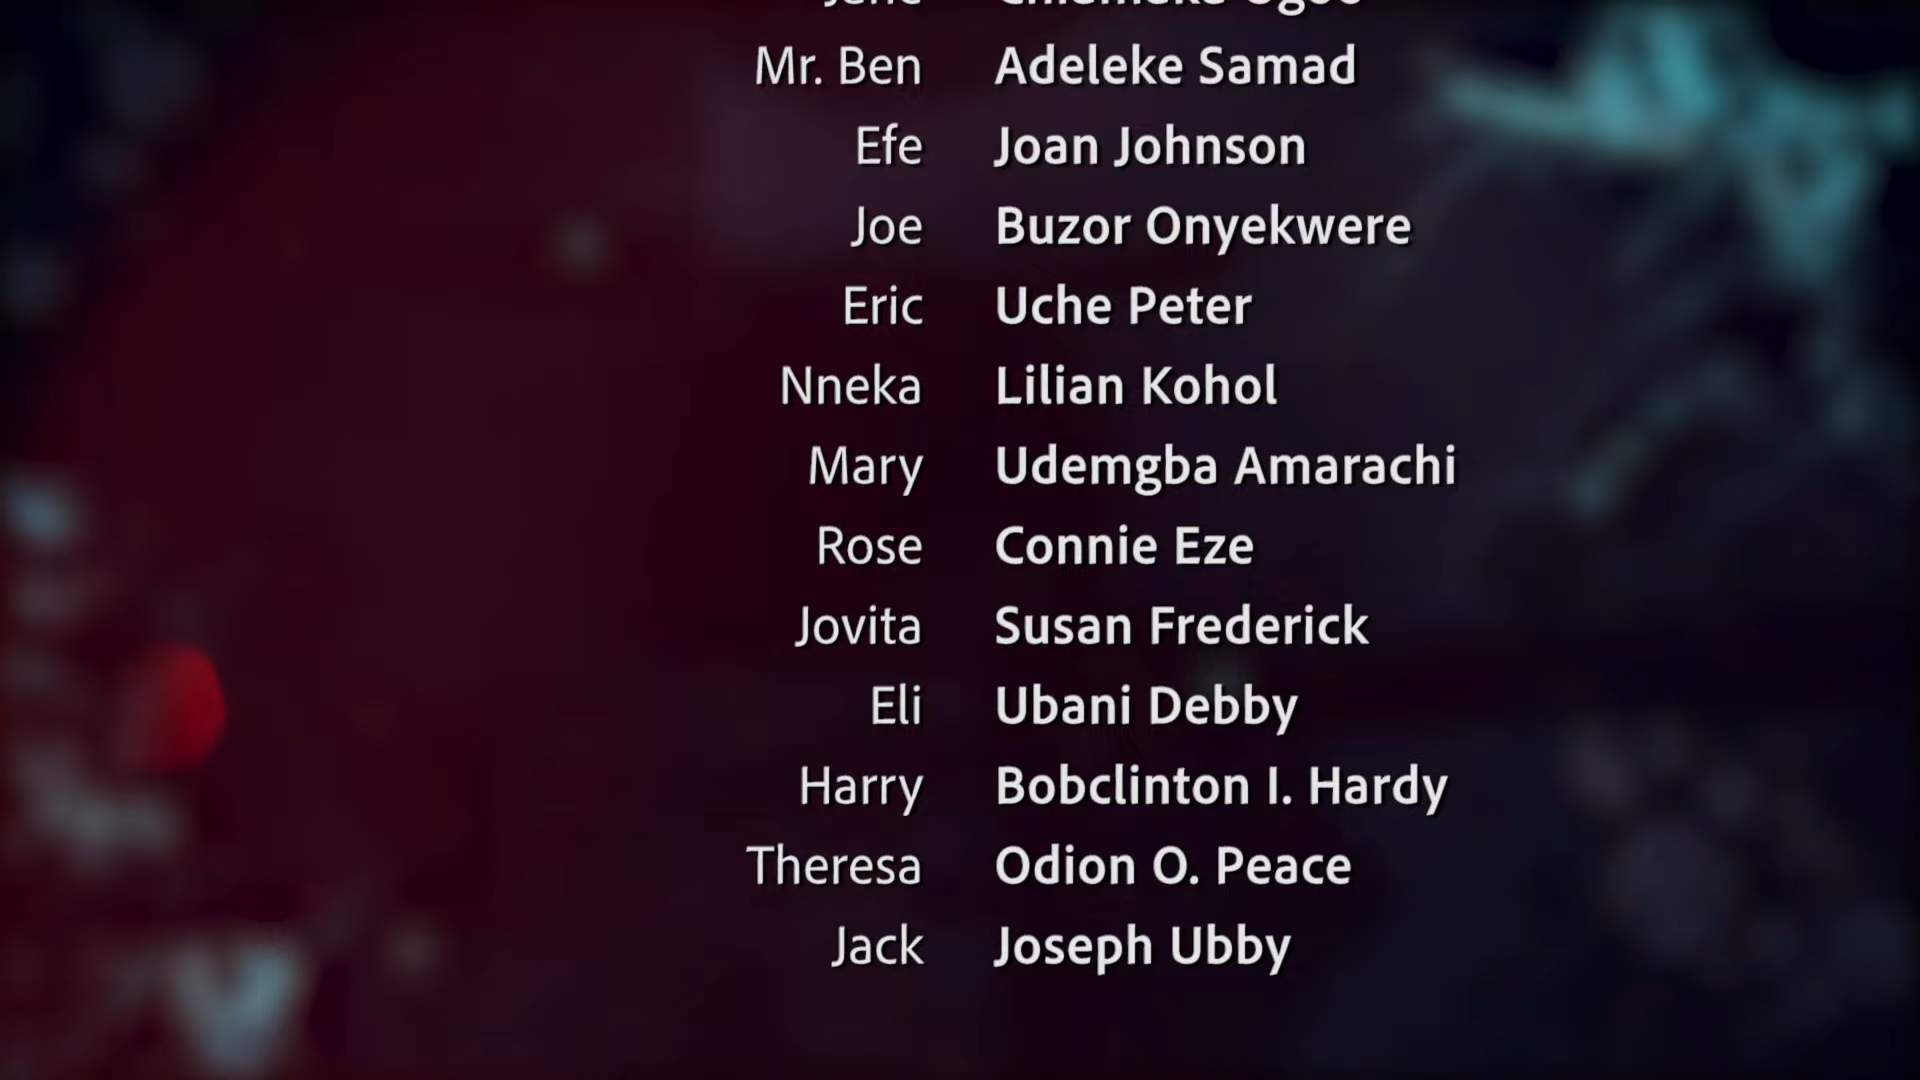 Mr. Ben Adeleke Samad
Efe Joan Johnson
Joe Buzor Onyekwere
Eric Uche Peter
Nneka Lilian Kohol
Mary Udemgba Amarachi
Rose Connie Eze
Jovita Susan Frederick
Eli Ubani Debby
Harry Bobclinton I. Hardy
Theresa Odion O. Peace
Jack Joseph Ubby